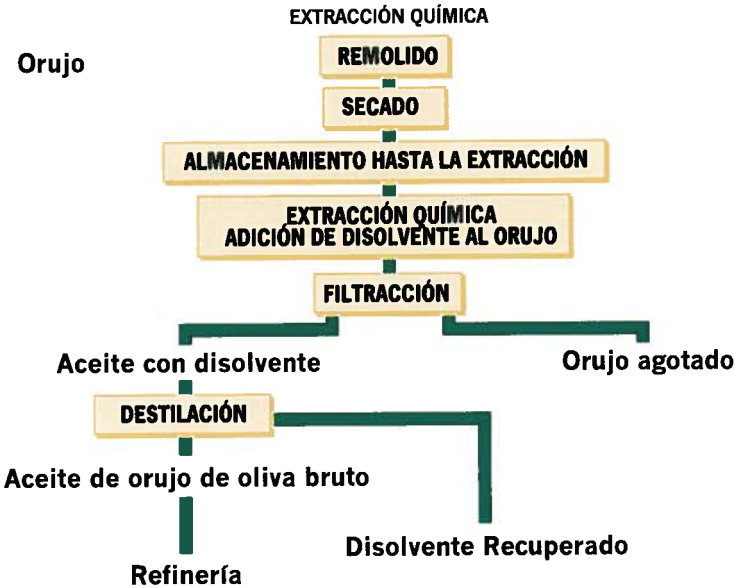 EXTRACCIÓN QUÍMICA
Orujo
REMOLIDO
SECADO
ALMACENAMIENTO HASTA LA EXTRACCIÓN
EXTRACCIÓN QUÍMICA
ADICIÓN DE DISOLVENTE AL ORUJO
FILTRACCIÓN
Aceite con disolvente
Orujo agotado
DESTILACIÓN
Aceite de orujo de oliva bruto
Disolvente Recuperado
Refinería